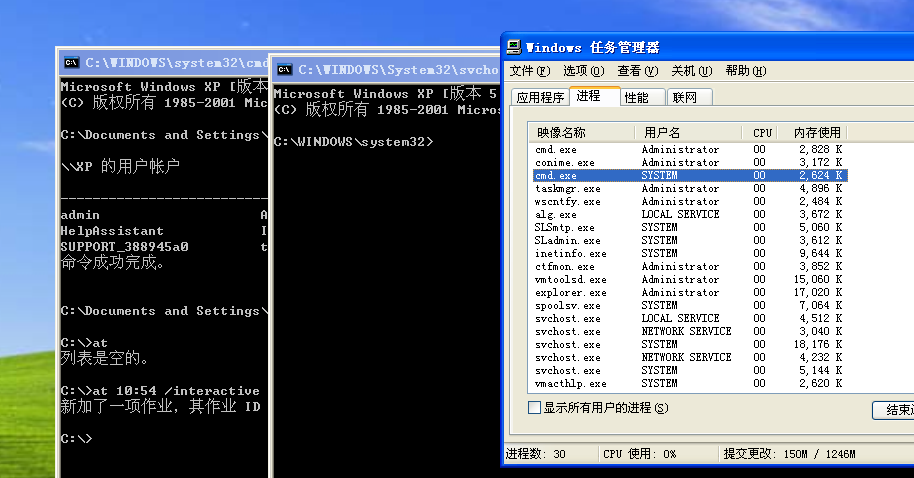 C:\WINDOWS\system32\cmd
Microsoft Windows XP [版本
(C) 版权所有 1985-2001 Mic
C:\Documents and Settings\
\\XP 的用户帐户
-------------------------------
admin A
HelpAssistant I
SUPPORT_388945a0 t
命令成功完成。
C:\Documents and Settings\
C:\>at
列表是空的。
C:\>at 10:54 /interactive
新加了一项作业，其作业 ID
C:\>
C:\WINDOWS\System32\svcho
Microsoft Windows XP [版本 5
(C) 版权所有 1985-2001 Micros
C:\WINDOWS\system32>
Windows 任务管理器
文件(F) 选项(O) 查看(V) 关机(U) 帮助(H)
应用程序 进程 性能 联网
映像名称 用户名 CPU 内存使用
cmd.exe Administrator 00 2,828 K
conime.exe Administrator 00 3,172 K
cmd.exe SYSTEM 00 2,624 K
taskmgr.exe Administrator 00 4,896 K
wscntfy.exe Administrator 00 2,484 K
alg.exe LOCAL SERVICE 00 3,672 K
SLSmtp.exe SYSTEM 00 5,060 K
SLadmin.exe SYSTEM 00 3,612 K
inetinfo.exe SYSTEM 00 9,644 K
ctfmon.exe Administrator 00 3,852 K
vmtoolsd.exe Administrator 00 15,060 K
explorer.exe Administrator 00 17,020 K
spoolsv.exe SYSTEM 00 7,064 K
svchost.exe LOCAL SERVICE 00 4,512 K
svchost.exe NETWORK SERVICE 00 3,040 K
svchost.exe SYSTEM 00 18,176 K
svchost.exe NETWORK SERVICE 00 4,232 K
svchost.exe SYSTEM 00 5,144 K
vmacthlp.exe SYSTEM 00 2,620 K
显示所有用户的进程(S)
结束
进程数: 30 CPU 使用: 0% 提交更改: 150M / 1246M